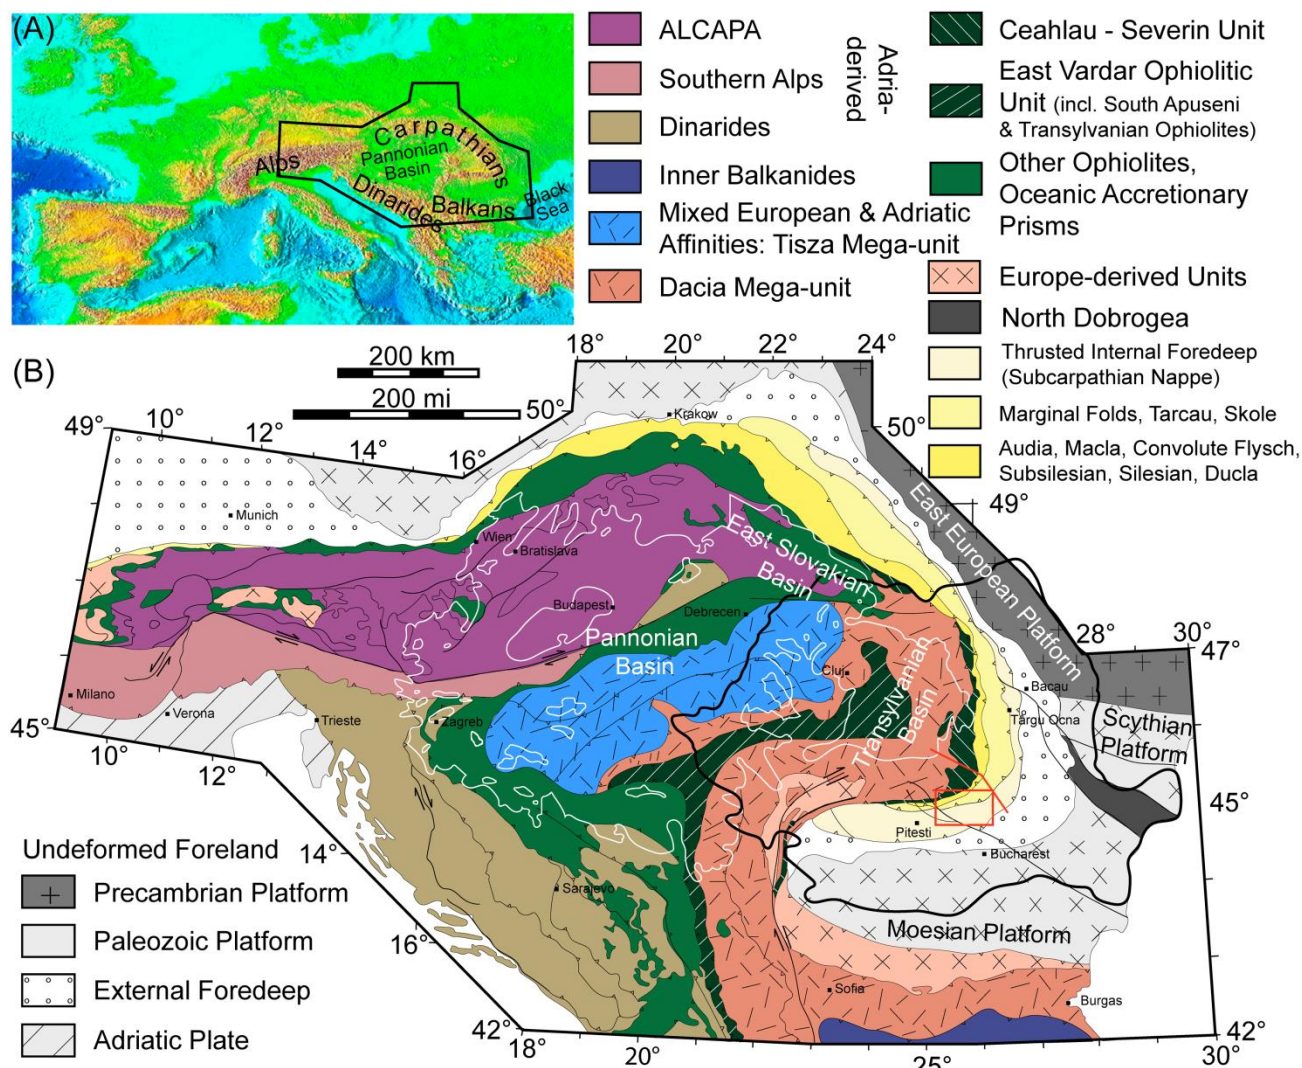 (A)
Alps
Carpathians
Pannonian
Basin
Dinarides
Balkans
Black
Sea
ALCAPA
Southern Alps
Dinarides
Inner Balkanides
Adria-
derived
Mixed European & Adriatic
Affinities: Tisza Mega-unit
Dacia Mega-unit
Ceahlau - Severin Unit
East Vardar Ophiolitic
Unit (incl. South Apuseni
& Transylvanian Ophiolites)
Other Ophiolites,
Oceanic Accretionary
Prisms
Europe-derived Units
North Dobrogea
Thrusted Internal Foredeep
(Subcarpathian Nappe)
Marginal Folds, Tarcau, Skole
Audia, Macla, Convolute Flysch,
Subsilesian, Silesian, Ducla
(B)
200 km
200 mi
18° 20° 22° 24°
49° 10° 12° 14° 16° 50°
50°
49°
28° 30°
47°
45°
42°
30°
25°
20°
18°
42°
16°
14°
12°
10°
45°
Krakow
Munich
Wien
Bratislava
Budapest
Debrecen
East Slovakian
Basin
East European Platform
Pannonian
Basin
Cluj
Transylvanian
Basin
Bacau
Târgu Ocna
Scythian
Platform
Milano
Verona
Trieste
Zagreb
Sarajevo
Pitesti
Bucharest
Moesian Platform
Sofia
Burgas
Undeformed Foreland
Precambrian Platform
Paleozoic Platform
External Foredeep
Adriatic Plate